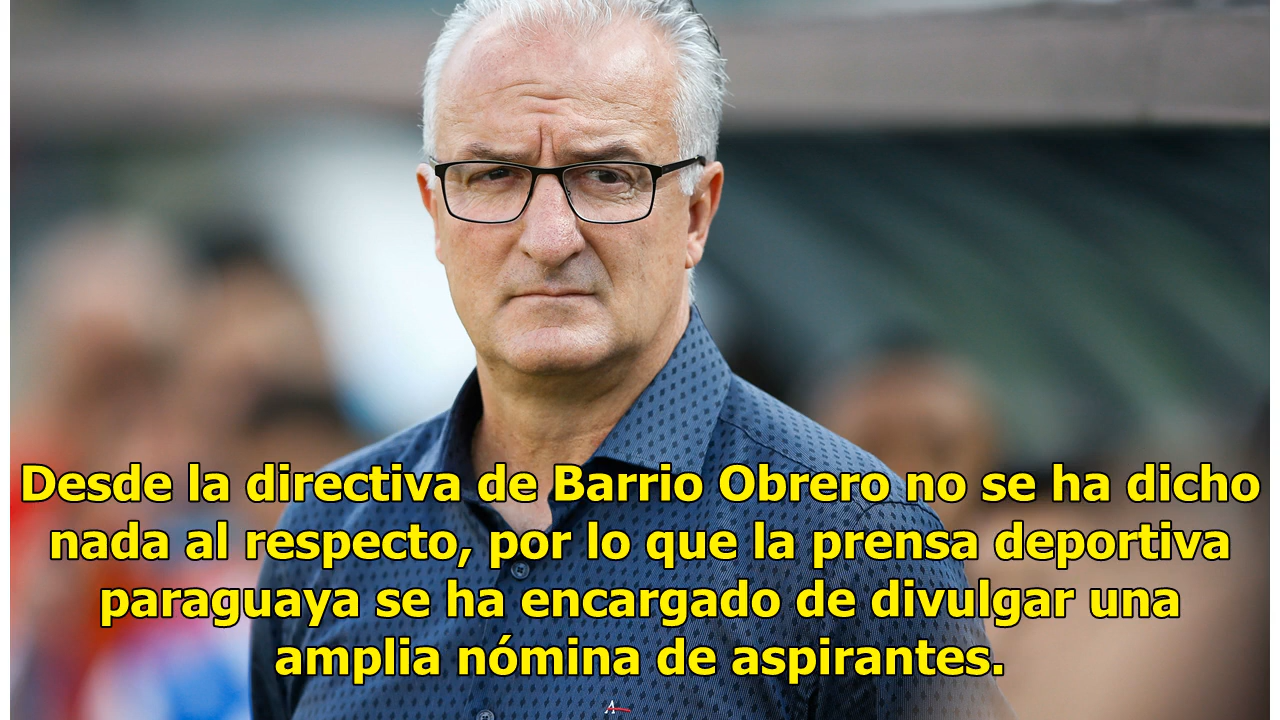 Desde la directiva de Barrio Obrero no se ha dicho
nada al respecto, por lo que la prensa deportiva
paraguaya se ha encargado de divulgar una
amplia nómina de aspirantes.